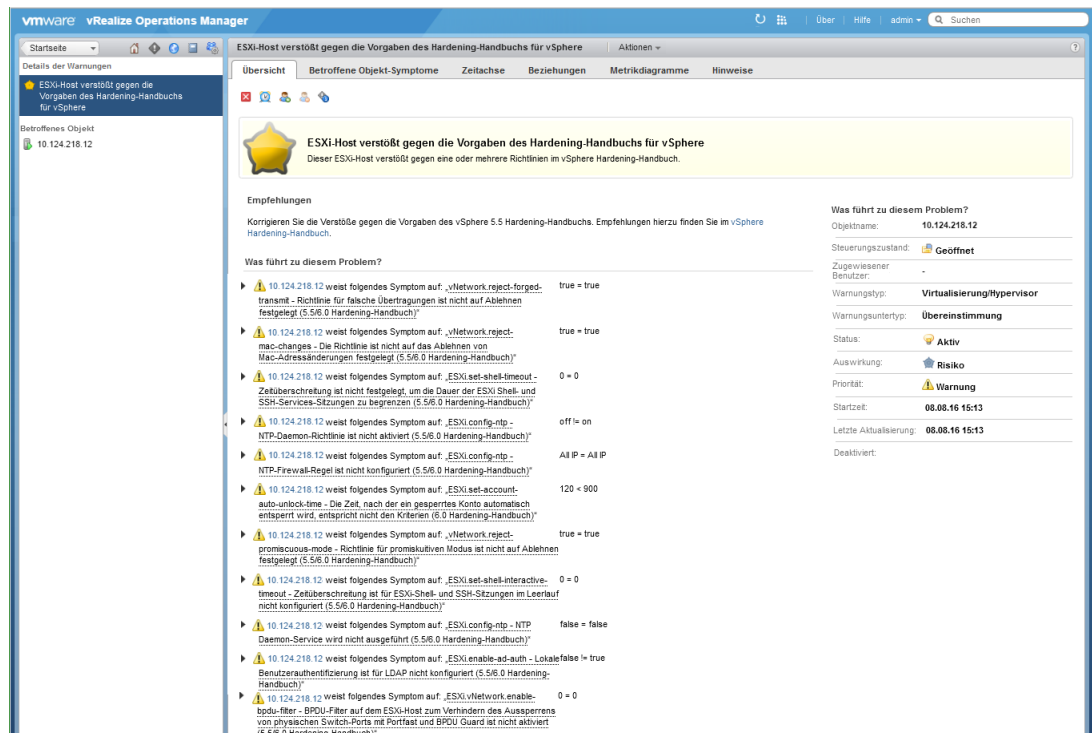 vmware vRealize Operations Manager
Über Hilfe admin Suchen
Startseite
Details der Warnungen
ESXi-Host verstößt gegen die
Vorgaben des Hardening-Handbuchs
für vSphere
Betroffenes Objekt
10.124.218.12
ESXi-Host verstößt gegen die Vorgaben des Hardening-Handbuchs für vSphere Aktionen
Übersicht Betroffene Objekt-Symptome Zeitachse Beziehungen Metrikdiagramme Hinweise
ESXi-Host verstößt gegen die Vorgaben des Hardening-Handbuchs für vSphere
Dieser ESXi-Host verstößt gegen eine oder mehrere Richtlinien im vSphere Hardening-Handbuch.
Empfehlungen
Korrigieren Sie die Verstöße gegen die Vorgaben des vSphere 5.5 Hardening-Handbuchs. Empfehlungen hierzu finden Sie im vSphere
Hardening-Handbuch.
Was führt zu diesem Problem?
10.124.218.12 weist folgendes Symptom auf: „vNetwork.reject-forged- true = true
transmit - Richtlinie für falsche Übertragungen ist nicht auf Ablehnen
festgelegt (5.5/6.0 Hardening-Handbuch)"
10.124.218.12 weist folgendes Symptom auf: „vNetwork.reject- true = true
mac-changes - Die Richtlinie ist nicht auf das Ablehnen von
Mac-Adressänderungen festgelegt (5.5/6.0 Hardening-Handbuch)"
10.124.218.12 weist folgendes Symptom auf: „ESXi.set-shell-timeout - 0 = 0
Zeitüberschreitung ist nicht festgelegt, um die Dauer der ESXi Shell- und
SSH-Services-Sitzungen zu begrenzen (5.5/6.0 Hardening-Handbuch)"
10.124.218.12 weist folgendes Symptom auf: „ESXi.config-ntp - off != on
NTP-Daemon-Richtlinie ist nicht aktiviert (5.5/6.0 Hardening-Handbuch)"
10.124.218.12 weist folgendes Symptom auf: „ESXi.config-ntp - All IP = All IP
NTP-Firewall-Regel ist nicht konfiguriert (5.5/6.0 Hardening-Handbuch)"
10.124.218.12 weist folgendes Symptom auf: „ESXi.set-account- 120 < 900
auto-unlock-time - Die Zeit, nach der ein gesperrtes Konto automatisch
entsperrt wird, entspricht nicht den Kriterien (6.0 Hardening-Handbuch)"
10.124.218.12 weist folgendes Symptom auf: „vNetwork.reject- true = true
promiscuous-mode - Richtlinie für promiskuitiven Modus ist nicht auf Ablehnen
festgelegt (5.5/6.0 Hardening-Handbuch)"
10.124.218.12 weist folgendes Symptom auf: „ESXi.set-shell-interactive- 0 = 0
timeout - Zeitüberschreitung ist für ESXi-Shell- und SSH-Sitzungen im Leerlauf
nicht konfiguriert (5.5/6.0 Hardening-Handbuch)"
10.124.218.12 weist folgendes Symptom auf: „ESXi.config-ntp - NTP false = false
Daemon-Service wird nicht ausgeführt (5.5/6.0 Hardening-Handbuch)"
10.124.218.12 weist folgendes Symptom auf: „ESXi.enable-ad-auth - Lokale false != true
Benutzerauthentifizierung ist für LDAP nicht konfiguriert (5.5/6.0 Hardening-
Handbuch)"
10.124.218.12 weist folgendes Symptom auf: „ESXi.vNetwork.enable- 0 = 0
bpdu-filter - BPDU-Filter auf dem ESXi-Host zum Verhindern des Aussperrens
von physischen Switch-Ports mit Portfast und BPDU Guard ist nicht aktiviert
(5.5/6.0 Hardening-Handbuch)"
Was führt zu diesem Problem?
Objektname: 10.124.218.12
Steuerungszustand: Geöffnet
Zugewiesener
Benutzer: -
Warnungstyp: Virtualisierung/Hypervisor
Warnungsuntertyp: Übereinstimmung
Status: Aktiv
Auswirkung: Risiko
Priorität: Warnung
Startzeit: 08.08.16 15:13
Letzte Aktualisierung: 08.08.16 15:13
Deaktiviert: